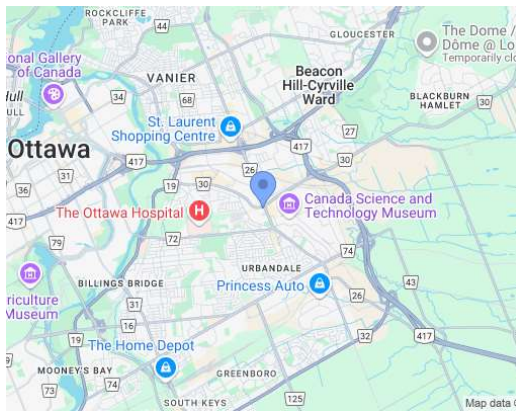 ROCKCLIFFE
PARK
44
GLOUCESTER
The Dome /
Dôme @ Lo
Temporarily clo
onal Gallery
of Canada
VANIER
Beacon
Hill-Cyrville
Ward
BLACKBURN
HAMLET
30
Hull
HULL
34
68
St. Laurent
Shopping Centre
27
Ottawa
417
26
417
30
36
31
19
30
Canada Science and
Technology Museum
417
The Ottawa Hospital
H
79
72
74
URBANDALE
BILLINGS BRIDGE
Princess Auto
43
riculture
Museum
31
26
16
32
417
19
The Home Depot
MOONEY'S BAY
GREENBORO
73
74
SOUTH KEYS
125
Map data ©